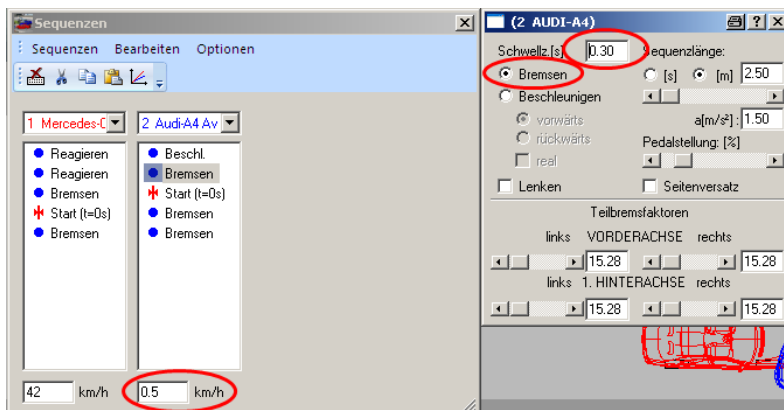 Sequenzen
Sequenzen Bearbeiten Optionen
1 Mercedes-C
2 Audi-A4 Av
Reagieren
Reagieren
Bremsen
Start (t=0s)
Bremsen
Beschl.
Bremsen
Start (t=0s)
Bremsen
Bremsen
42 km/h
0.5 km/h
(2 AUDI-A4)
Schwellz.[s] 0.30 Sequenzlänge:
Bremsen [s] [m] 2.50
Beschleunigen
vorwärts a[m/s²] : 1.50
rückwärts Pedalstellung: [%]
real
Lenken Seitenversatz
Teilbremsfaktoren
links VORDERACHSE rechts
15.28 15.28
links 1. HINTERACHSE rechts
15.28 15.28